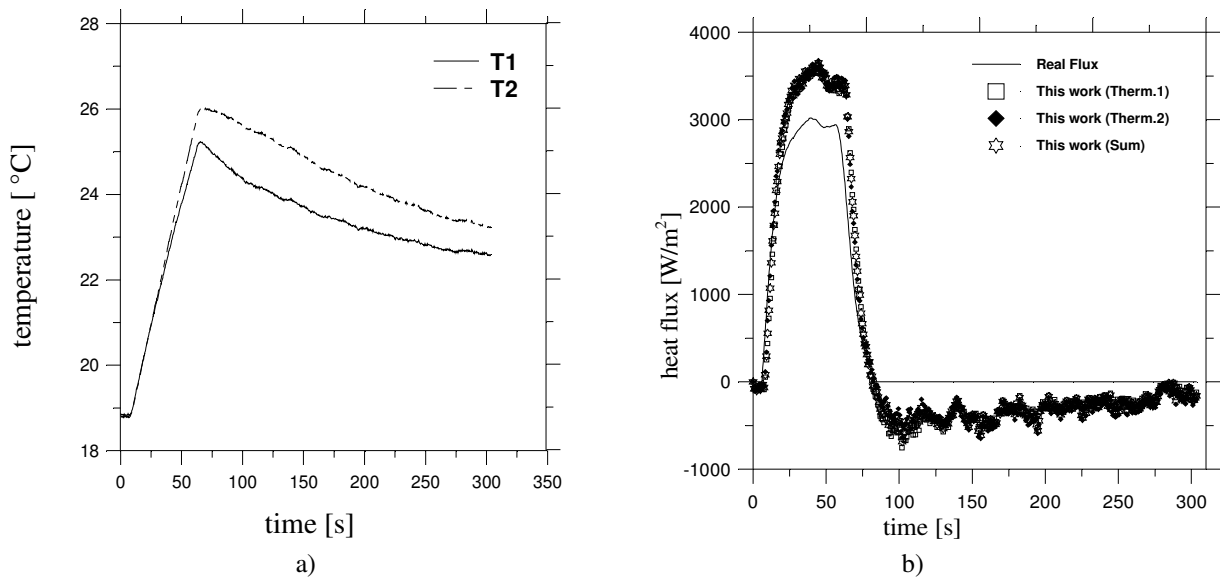 28
26
24
22
20
18
temperature [ °C]
T1
T2
0
50
100
150
200
250
300
350
time [s]
a)
4000
3000
2000
1000
0
-1000
heat flux [W/m²]
Real Flux
This work (Therm.1)
This work (Therm.2)
This work (Sum)
0
50
100
150
200
250
300
time [s]
b)